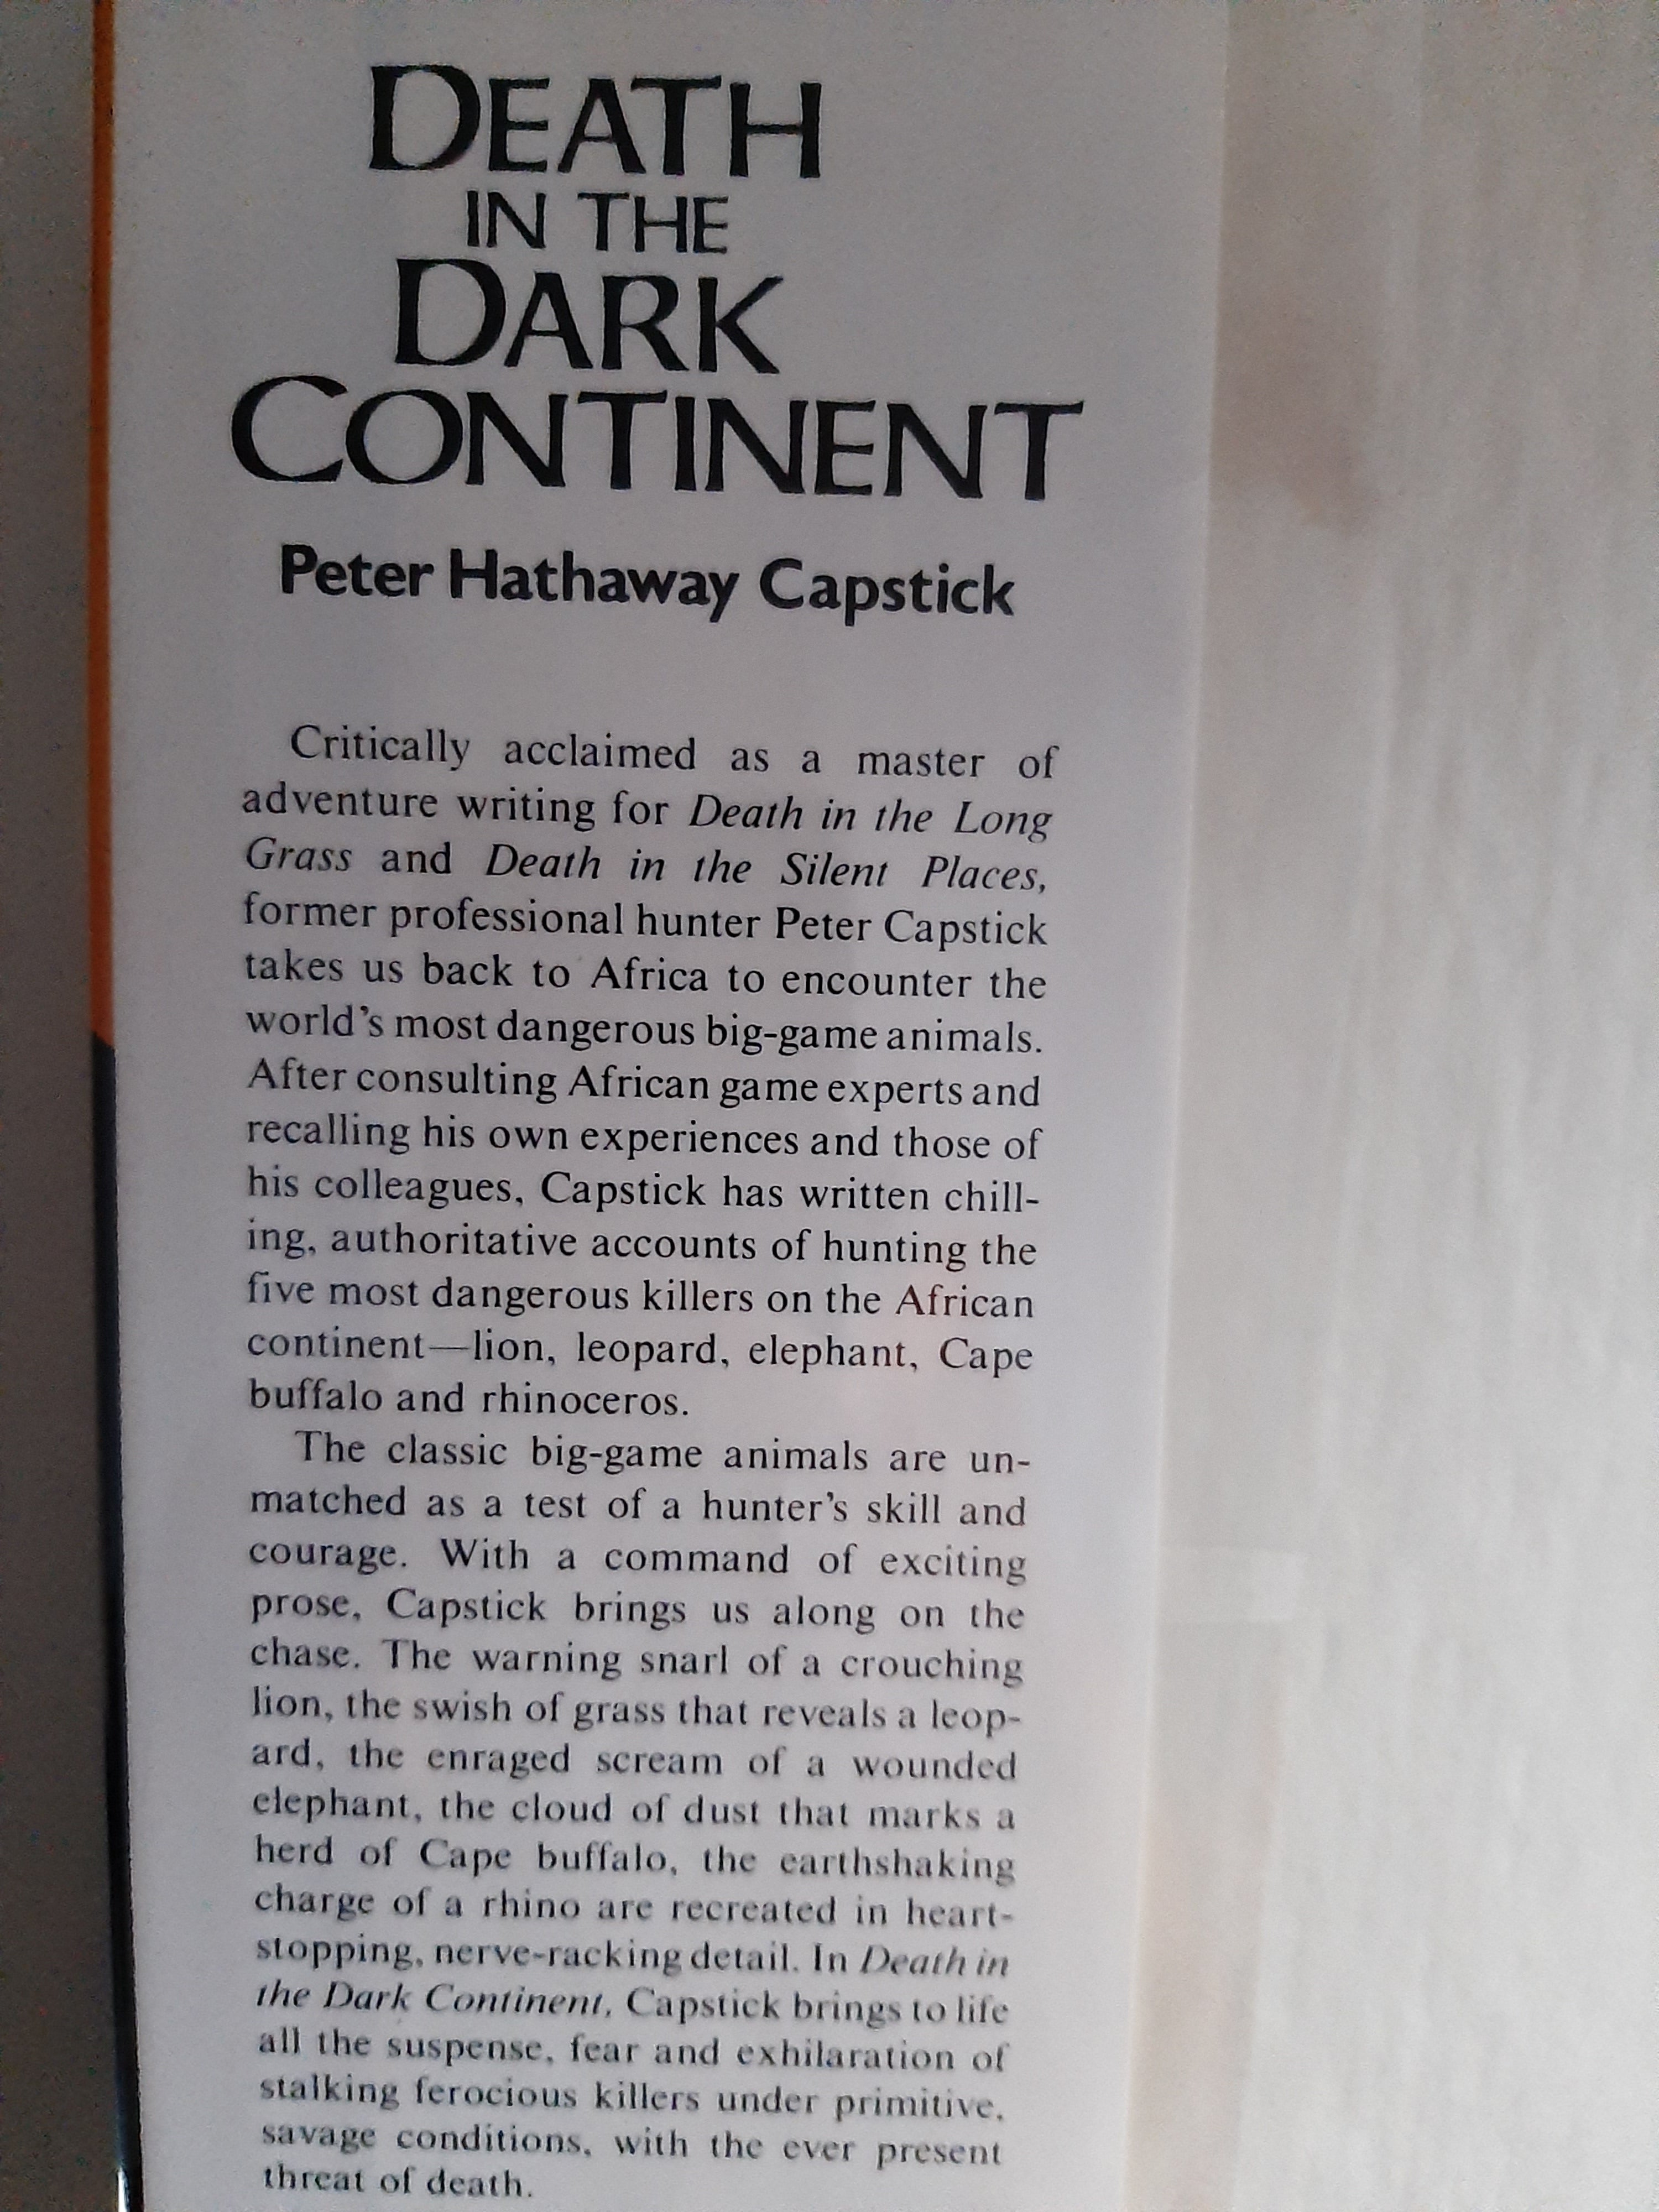 DEATH
IN THE
DARK
CONTINENT
Peter Hathaway Capstick
Critically acclaimed as a master of
adventure writing for Death in the Long
Grass and Death in the Silent Places,
former professional hunter Peter Capstick
takes us back to Africa to encounter the
world's most dangerous big-game animals.
After consulting African game experts and
recalling his own experiences and those of
his colleagues, Capstick has written chill-
ing, authoritative accounts of hunting the
five most dangerous killers on the African
continent—lion, leopard, elephant, Cape
buffalo and rhinoceros.
The classic big-game animals are un-
matched as a test of a hunter's skill and
courage. With a command of exciting
prose, Capstick brings us along on the
chase. The warning snarl of a crouching
lion, the swish of grass that reveals a leop-
ard, the enraged scream of a wounded
elephant, the cloud of dust that marks a
herd of Cape buffalo, the earthshaking
charge of a rhino are recreated in heart-
stopping, nerve-racking detail. In Death in
the Dark Continent, Capstick brings to life
all the suspense, fear and exhilaration of
stalking ferocious killers under primitive,
savage conditions, with the ever present
threat of death.